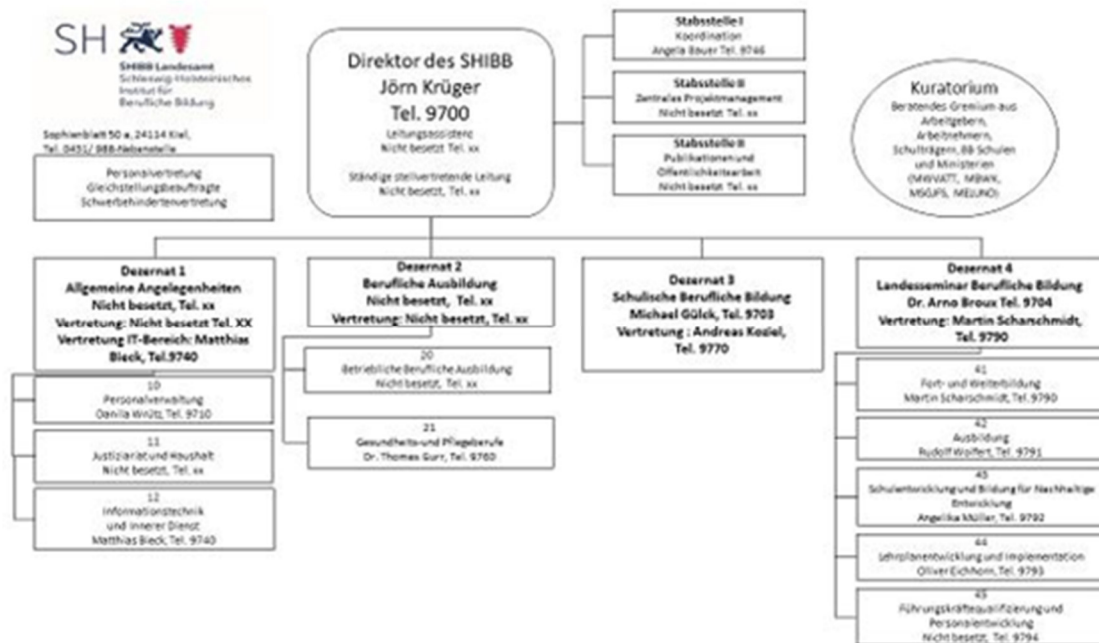 SH
SHIBB Landesamt
Schleswig-Holsteinisches
Institut für
Berufliche Bildung
Sophienblatt 50 a, 24114 Kiel,
Tel. 0431/ 988-Nebenstelle
Personalvertretung
Gleichstellungsbeauftragte
Schwerbehindertenvertretung
Direktor des SHIBB
Jörn Krüger
Tel. 9700
Leitungsassistenz
Nicht besetzt Tel. xx
Ständige stellvertretende Leitung
Nicht besetzt, Tel. xx
Stabsstelle I
Koordination
Angela Bauer Tel. 9746
Stabsstelle II
Zentrales Projektmanagement
Nicht besetzt Tel. xx
Stabsstelle
Publikationen und
Öffentlichkeitsarbeit
Nicht besetzt, Tel. xx
Kuratorium
Beratendes Gremium aus
Arbeitgebern,
Arbeitnehmern,
Schulträgern, BB Schulen
und Ministerien
(MWVATT, MBWK,
MSGJFS, MELUND)
Dezernat 1
Allgemeine Angelegenheiten
Nicht besetzt, Tel. xx
Vertretung: Nicht besetzt Tel. XX
Vertretung IT-Bereich: Matthias
Bieck, Tel.9740
10
Personalverwaltung
Tel. 9710
11
Justiziariat und Haushalt
Nicht besetzt, Tel. xx
12
Informationstechnik
und Innerer Dienst
Matthias Bieck, Tel. 9740
Dezernat 2
Berufliche Ausbildung
Nicht besetzt, Tel. xx
Vertretung: Nicht besetzt, Tel. xx
20
Betriebliche Berufliche Ausbildung
Nicht besetzt, Tel. xx
21
Gesundheits-und Pflegeberufe
Dr. Thomas Gurr, Tel. 9760
Dezernat 3
Schulische Berufliche Bildung
Michael Gülck, Tel. 9703
Vertretung : Andreas Koziel,
Tel. 9770
Dezernat 4
Landesseminar Berufliche Bildung
Dr. Arno Broux Tel. 9704
Vertretung: Martin Scharschmidt,
Tel. 9790
41
Fort- und Weiterbildung
Martin Scharschmidt, Tel. 9790
42
Ausbildung
Rudolf Wolfert, Tel. 9791
43
Schulentwicklung und Bildung für Nachhaltige
Entwicklung
Angelika Müller, Tel. 9792
44
Lehrplanentwicklung und Implementation
Oliver Eichhorn, Tel. 9793
45
Führungskräftequalifizierung und
Personalentwicklung
Nicht besetzt, Tel. 9794